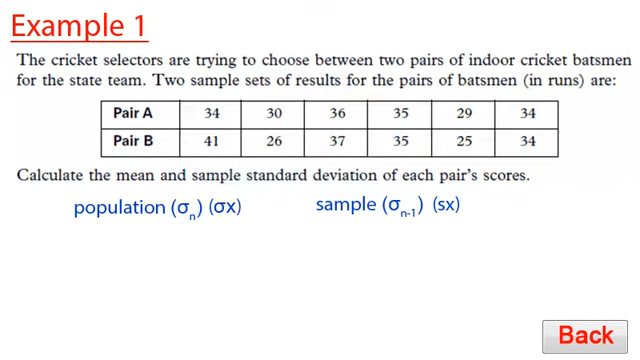 Example 1
The cricket selectors are trying to choose between two pairs of indoor cricket batsmen
for the state team. Two sample sets of results for the pairs of batsmen (in runs) are:
Pair A 34 30 36 35 29 34
Pair B 41 26 37 35 25 34
Calculate the mean and sample standard deviation of each pair's scores.
population (σn) (σx) sample (σn-1) (sx)
Back